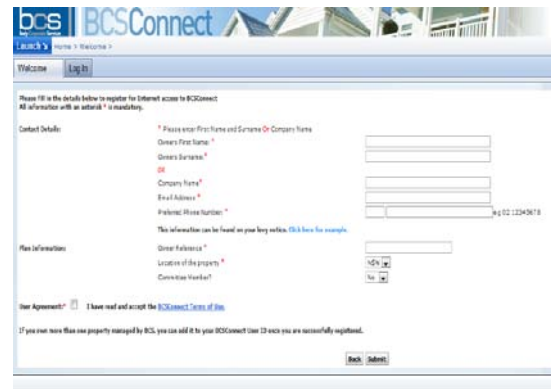 bcs BCSConnect
Body Corporate Services
Launch Home > Welcome >
Welcome Log In
Please fill in the details below to register for Internet access to BCSConnect
All information with an asterisk * is mandatory.
Contact Details: * Please enter First Name and Surname Or Company Name
Owners First Name: *
Owners Surname: *
OR
Company Name*
Email Address *
Preferred Phone Number: * e.g 02 12345678
This information can be found on your levy notice. Click here for example.
Plan Information: Owner Reference *
Location of the property * NSW
Committee Member? No
User Agreement:* I have read and accept the BCSConnect Terms of Use.
If you own more than one property managed by BCS, you can add it to your BCSConnect User ID once you are successfully registered.
Back Submit